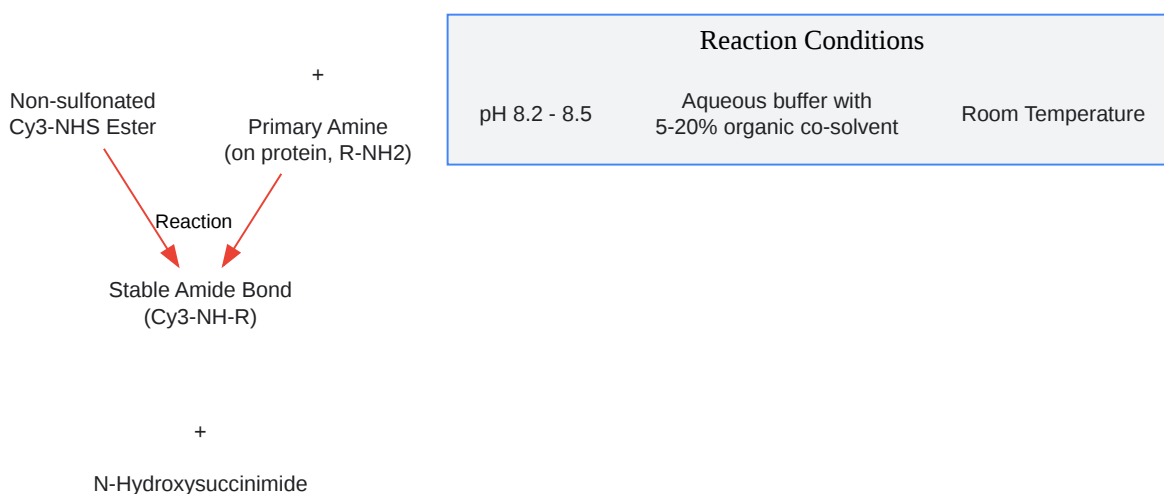 Reaction Conditions
+
Non-sulfonated
Cy3-NHS Ester
Primary Amine
(on protein, R-NH2)
pH 8.2 - 8.5
Aqueous buffer with
5-20% organic co-solvent
Room Temperature
Reaction
Stable Amide Bond
(Cy3-NH-R)
+
N-Hydroxysuccinimide